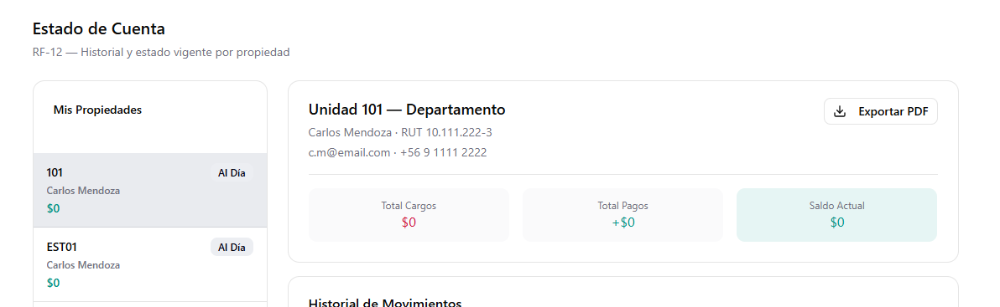 Estado de Cuenta
RF-12 — Historial y estado vigente por propiedad
Mis Propiedades
101
Al Día
Carlos Mendoza
$0
EST01
Al Día
Carlos Mendoza
$0
Unidad 101 — Departamento
Exportar PDF
Carlos Mendoza · RUT 10.111.222-3
c.m@email.com · +56 9 1111 2222
Total Cargos
$0
Total Pagos
+$0
Saldo Actual
$0
Historial de Movimientos